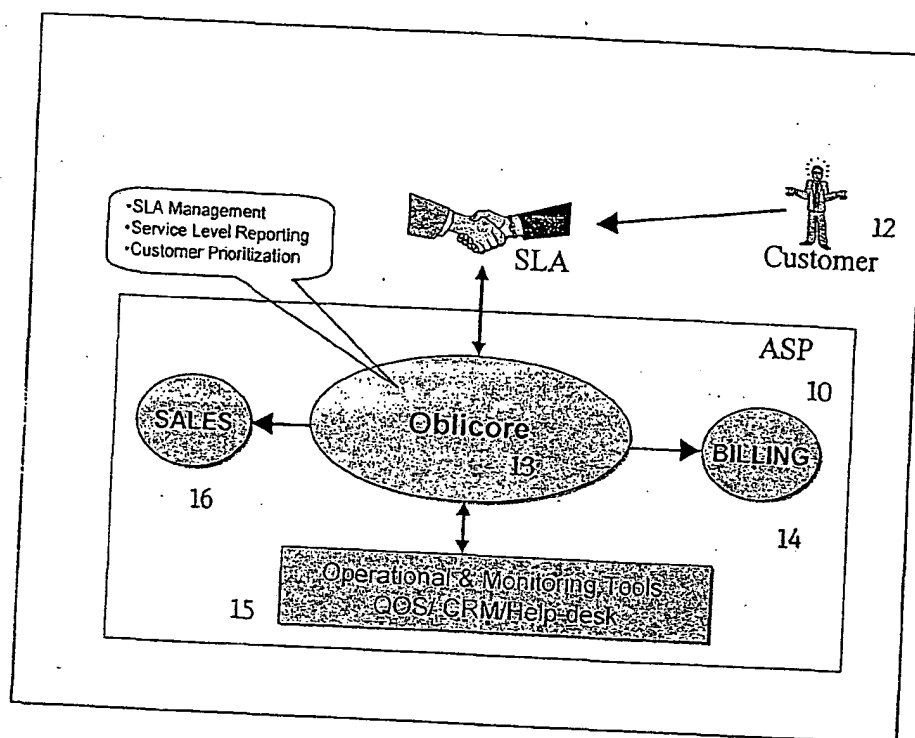 •SLA Management
•Service Level Reporting
•Customer Prioritization
SLA
12
Customer
ASP
10
SALES
Oblicore
13
BILLING
16
14
Operational & Monitoring Tools
QOS/ CRM/Help desk
15